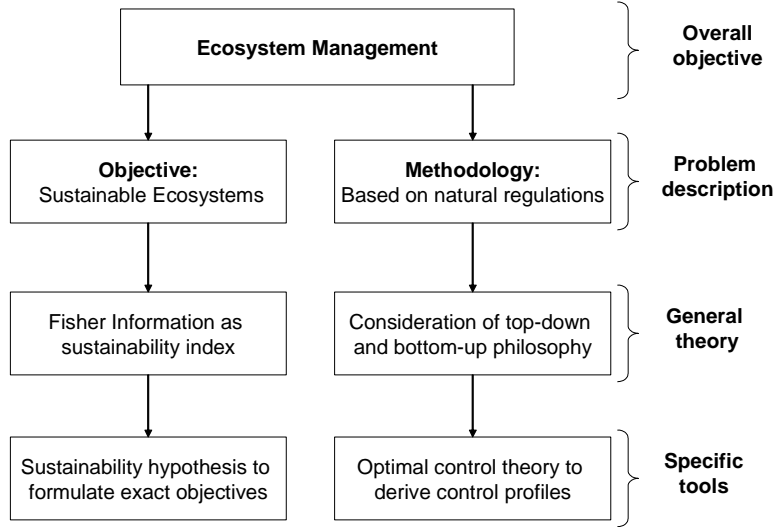 Ecosystem Management
Overall
objective
Objective:
Sustainable Ecosystems
Methodology:
Based on natural regulations
Problem
description
Fisher Information as
sustainability index
Consideration of top-down
and bottom-up philosophy
General
theory
Sustainability hypothesis to
formulate exact objectives
Optimal control theory to
derive control profiles
Specific
tools